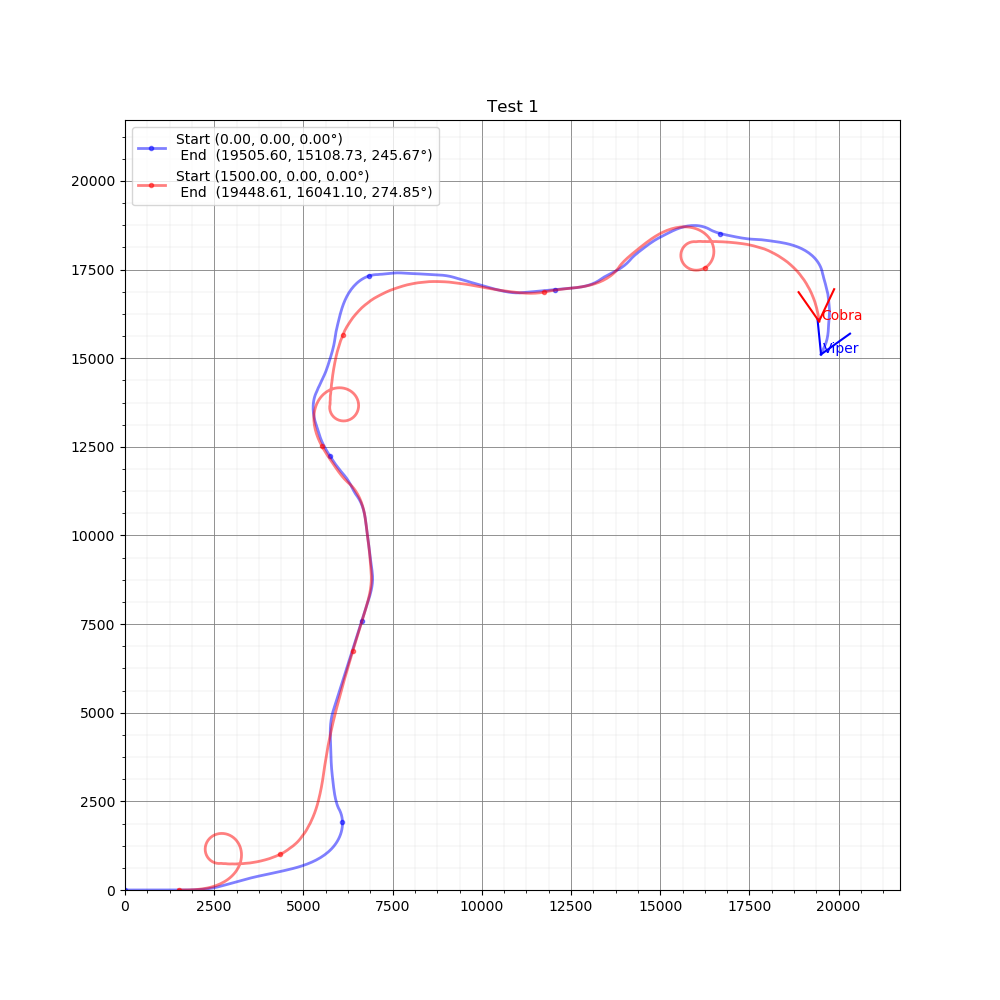 Test 1
Start (0.00, 0.00, 0.00°)
End (19505.60, 15108.73, 245.67°)
Start (1500.00, 0.00, 0.00°)
End (19448.61, 16041.10, 274.85°)
20000
17500
15000
12500
10000
7500
5000
2500
0
Cobra
Viper
0 2500 5000 7500 10000 12500 15000 17500 20000